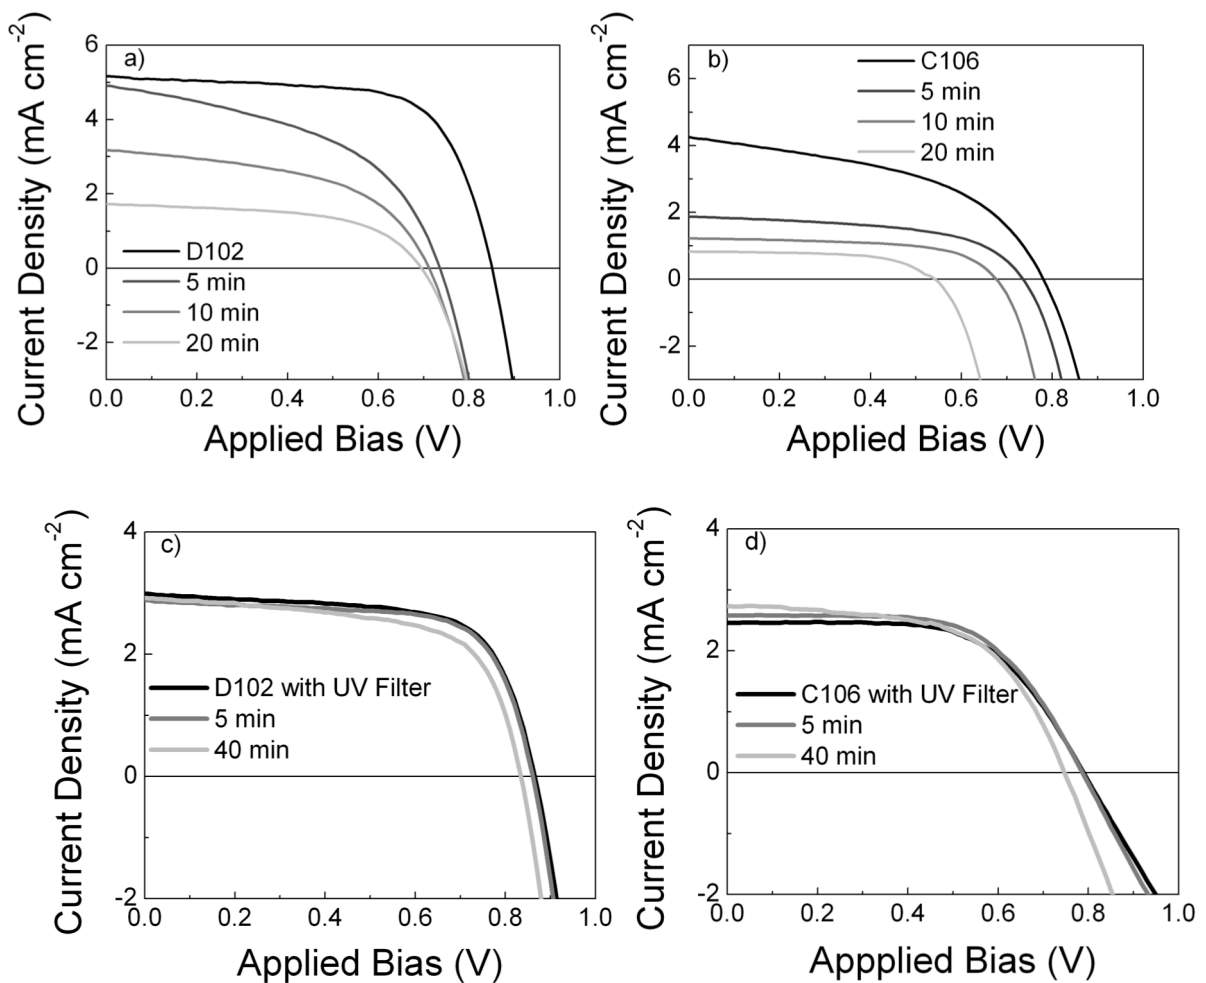 Current Density (mA cm-2)
a)
6
4
2
0
-2
D102
5 min
10 min
20 min
0.0 0.2 0.4 0.6 0.8 1.0
Applied Bias (V)
Current Density (mA cm-2)
b)
6
4
2
0
-2
C106
5 min
10 min
20 min
0.0 0.2 0.4 0.6 0.8 1.0
Applied Bias (V)
Current Density (mA cm-2)
c)
4
2
0
-2
D102 with UV Filter
5 min
40 min
0.0 0.2 0.4 0.6 0.8 1.0
Applied Bias (V)
Current Density (mA cm-2)
d)
4
2
0
-2
C106 with UV Filter
5 min
40 min
0.0 0.2 0.4 0.6 0.8 1.0
Appplied Bias (V)